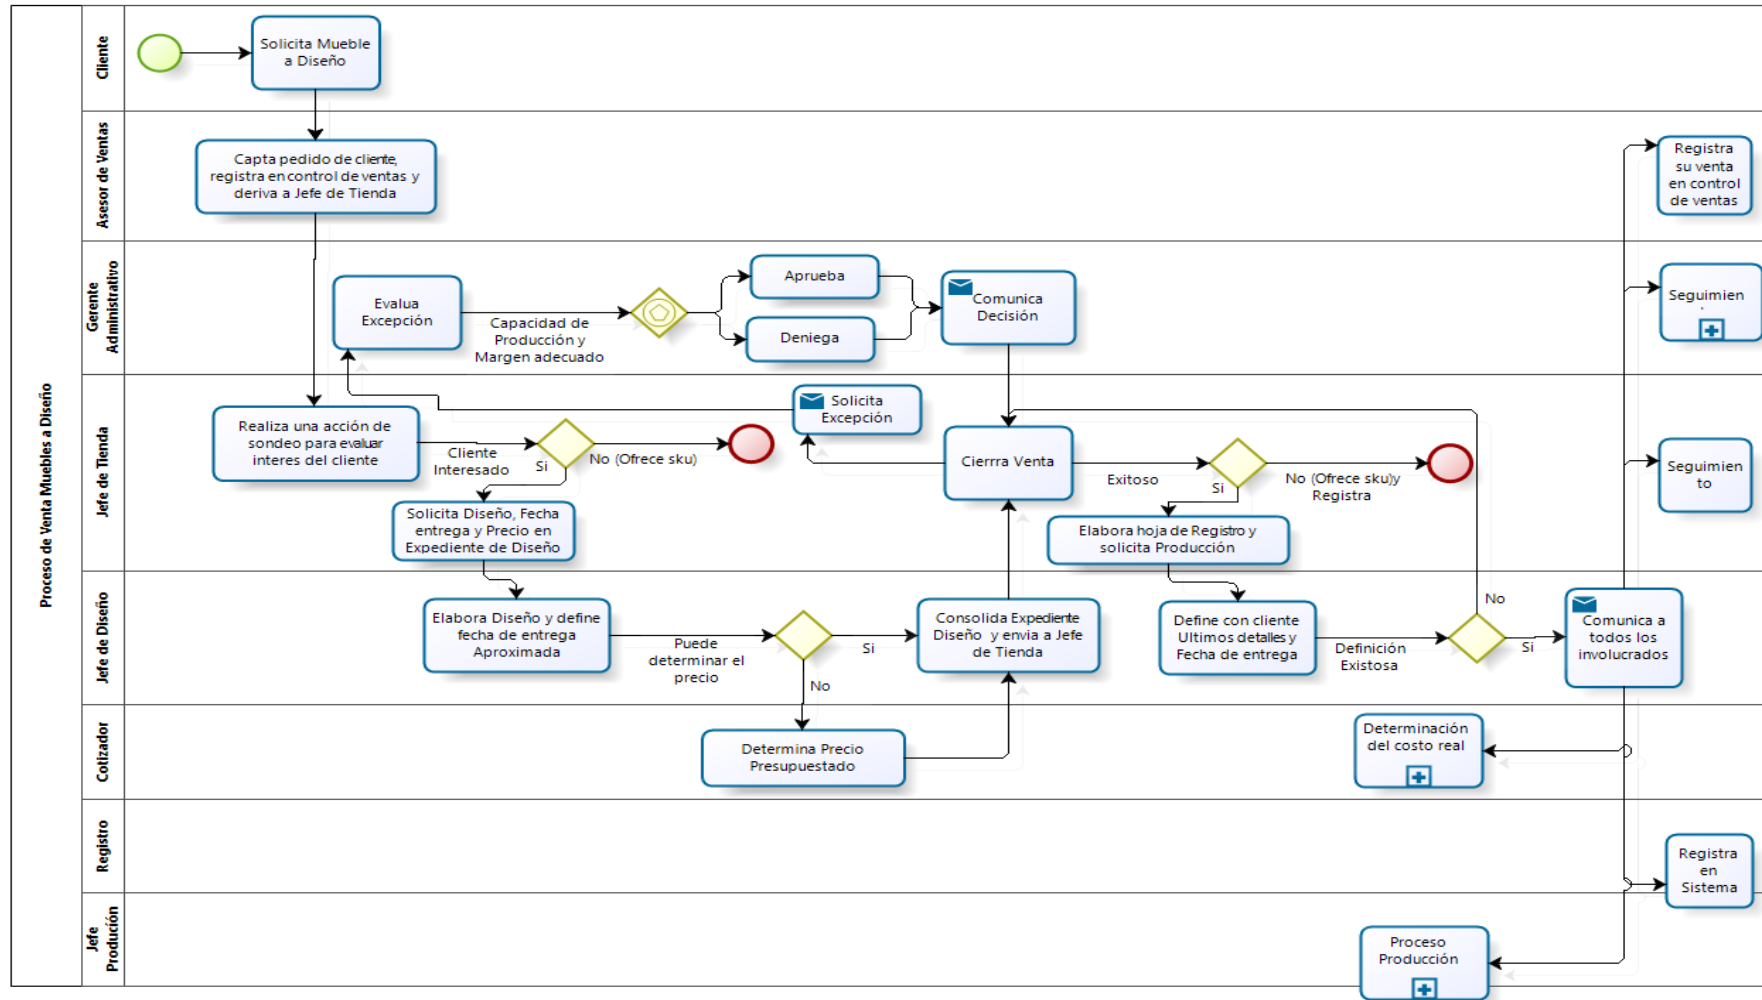 Proceso de Venta Muebles a Diseño
Cliente
Solicita Mueble
a Diseño
Asesor de Ventas
Capta pedido de cliente,
registra en control de ventas y
deriva a Jefe de Tienda
Registra
su venta
en control
de ventas
Gerente
Administrativo
Evalua
Excepción
Capacidad de
Producción y
Margen adecuado
Aprueba
Deniega
Comunica
Decisión
Seguimien
Jefe de Tienda
Realiza una acción de
sondeo para evaluar
interes del cliente
Cliente
Interesado
Si
No (Ofrece sku)
Solicita
Excepción
Cierrra Venta
Exitoso
Si
No (Ofrece sku)y
Registra
Seguimien
to
Solicita Diseño, Fecha
entrega y Precio en
Expediente de Diseño
Elabora hoja de Registro y
solicita Producción
Jefe de Diseño
Elabora Diseño y define
fecha de entrega
Aproximada
Puede
determinar el
precio
Si
No
Consolida Expediente
Diseño y envia a Jefe
de Tienda
Define con cliente
Ultimos detalles y
Fecha de entrega
Definición
Existosa
No
Si
Comunica a
todos los
involucrados
Cotizador
Determina Precio
Presupuestado
Determinación
del costo real
Registro
Registra
en
Sistema
Jefe
Producíón
Proceso
Producción